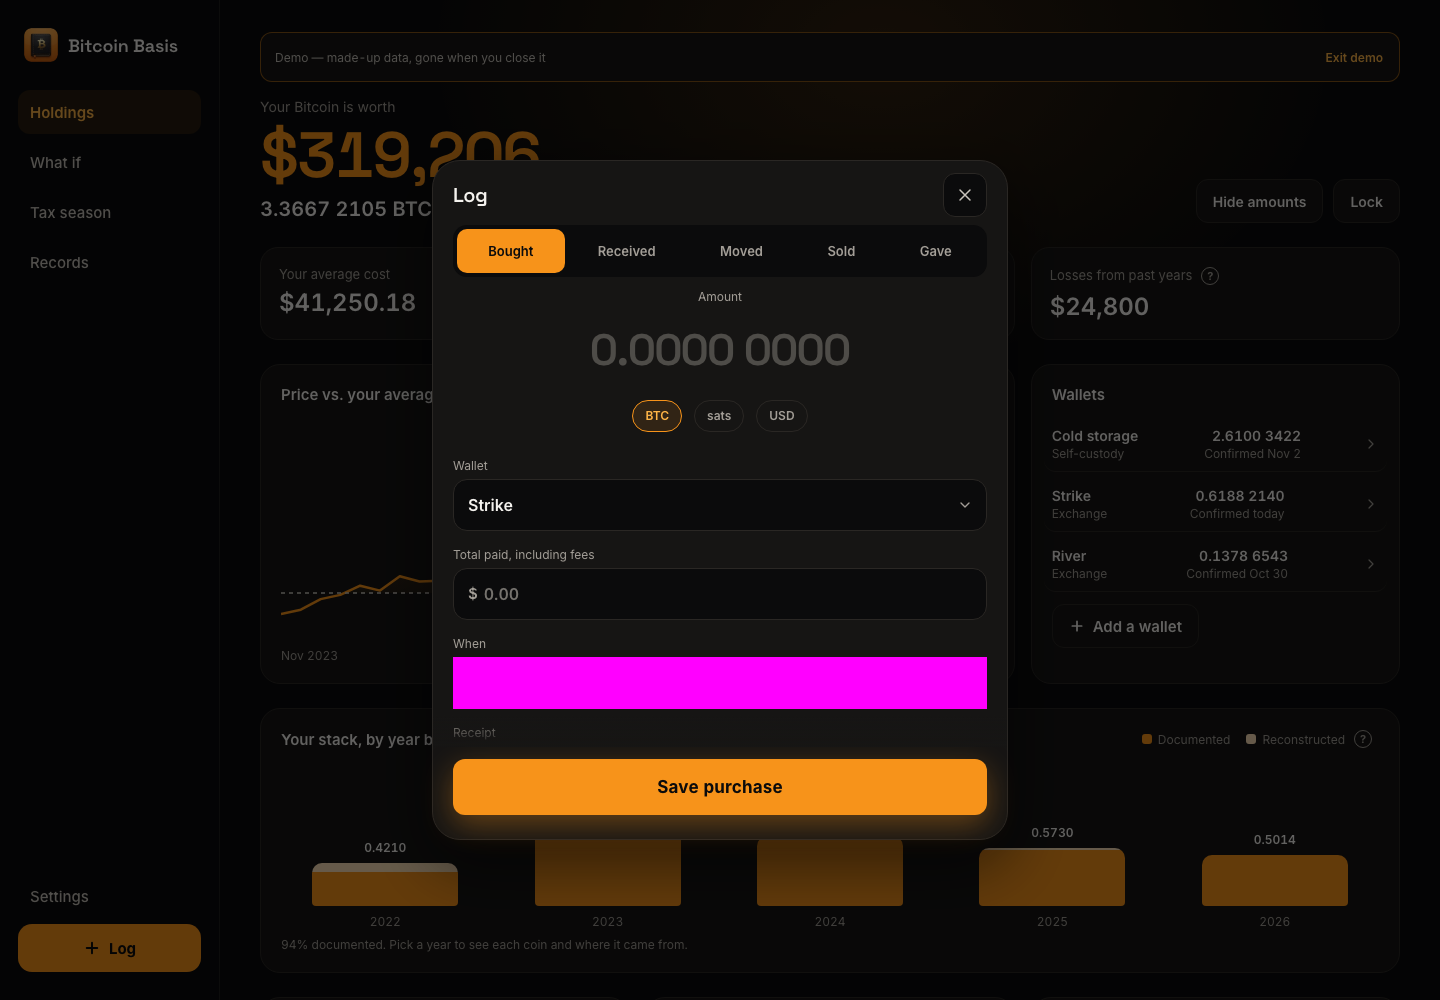 Bitcoin Basis
Holdings
What if
Tax season
Records
Settings
+ Log
Demo — made-up data, gone when you close it
Exit demo
Your Bitcoin is worth
$319,206
3.3667 2105 BTC
Hide amounts
Lock
Your average cost
$41,250.18
Losses from past years ?
$24,800
Price vs. your averag
Nov 2023
Wallets
Cold storage 2.6100 3422
Self-custody Confirmed Nov 2
Strike 0.6188 2140
Exchange Confirmed today
River 0.1378 6543
Exchange Confirmed Oct 30
+ Add a wallet
Your stack, by year b
Documented Reconstructed ?
0.4210
0.5730
0.5014
2022 2023 2024 2025 2026
94% documented. Pick a year to see each coin and where it came from.
Log
Bought Received Moved Sold Gave
Amount
0.0000 0000
BTC sats USD
Wallet
Strike
Total paid, including fees
$ 0.00
When
Receipt
Save purchase